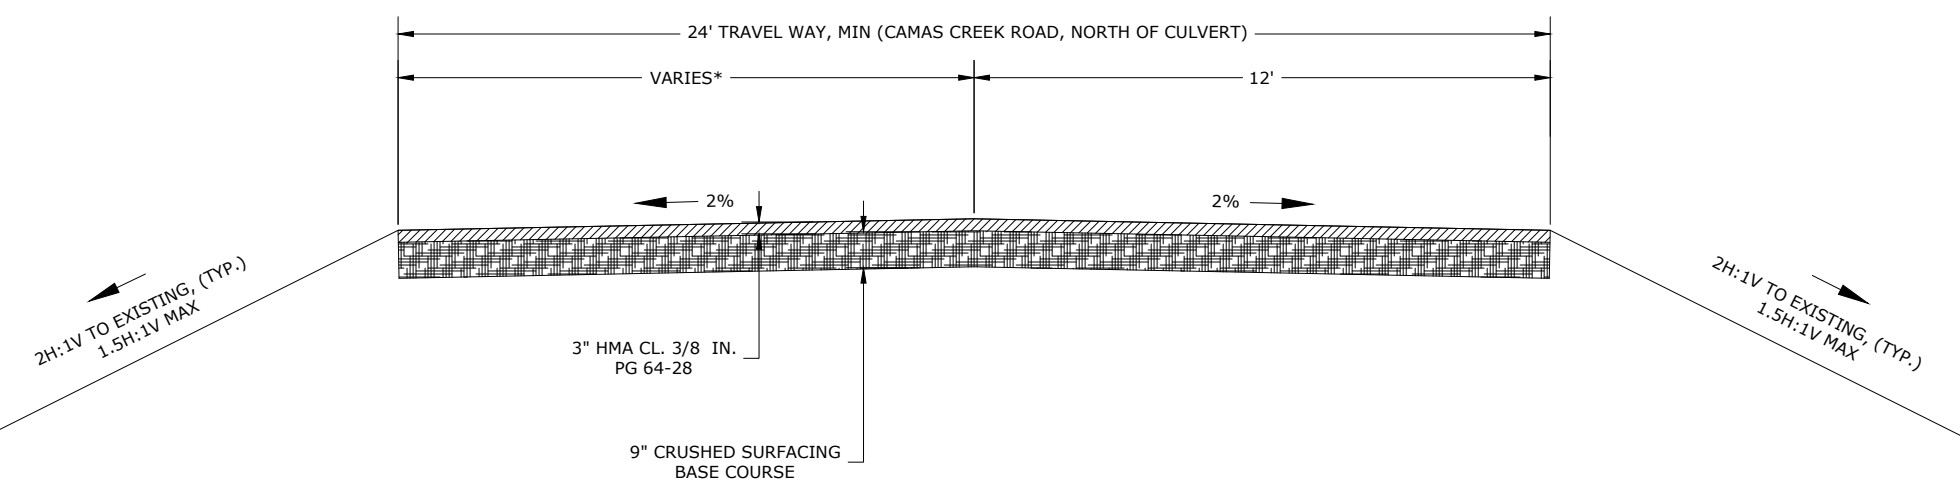 24' TRAVEL WAY, MIN (CAMAS CREEK ROAD, NORTH OF CULVERT)
VARIES*
12'
2%
2%
2H:1V TO EXISTING, (TYP.)
1.5H:1V MAX
2H:1V TO EXISTING, (TYP.)
1.5H:1V MAX
3" HMA CL. 3/8 IN.
PG 64-28
9" CRUSHED SURFACING
BASE COURSE